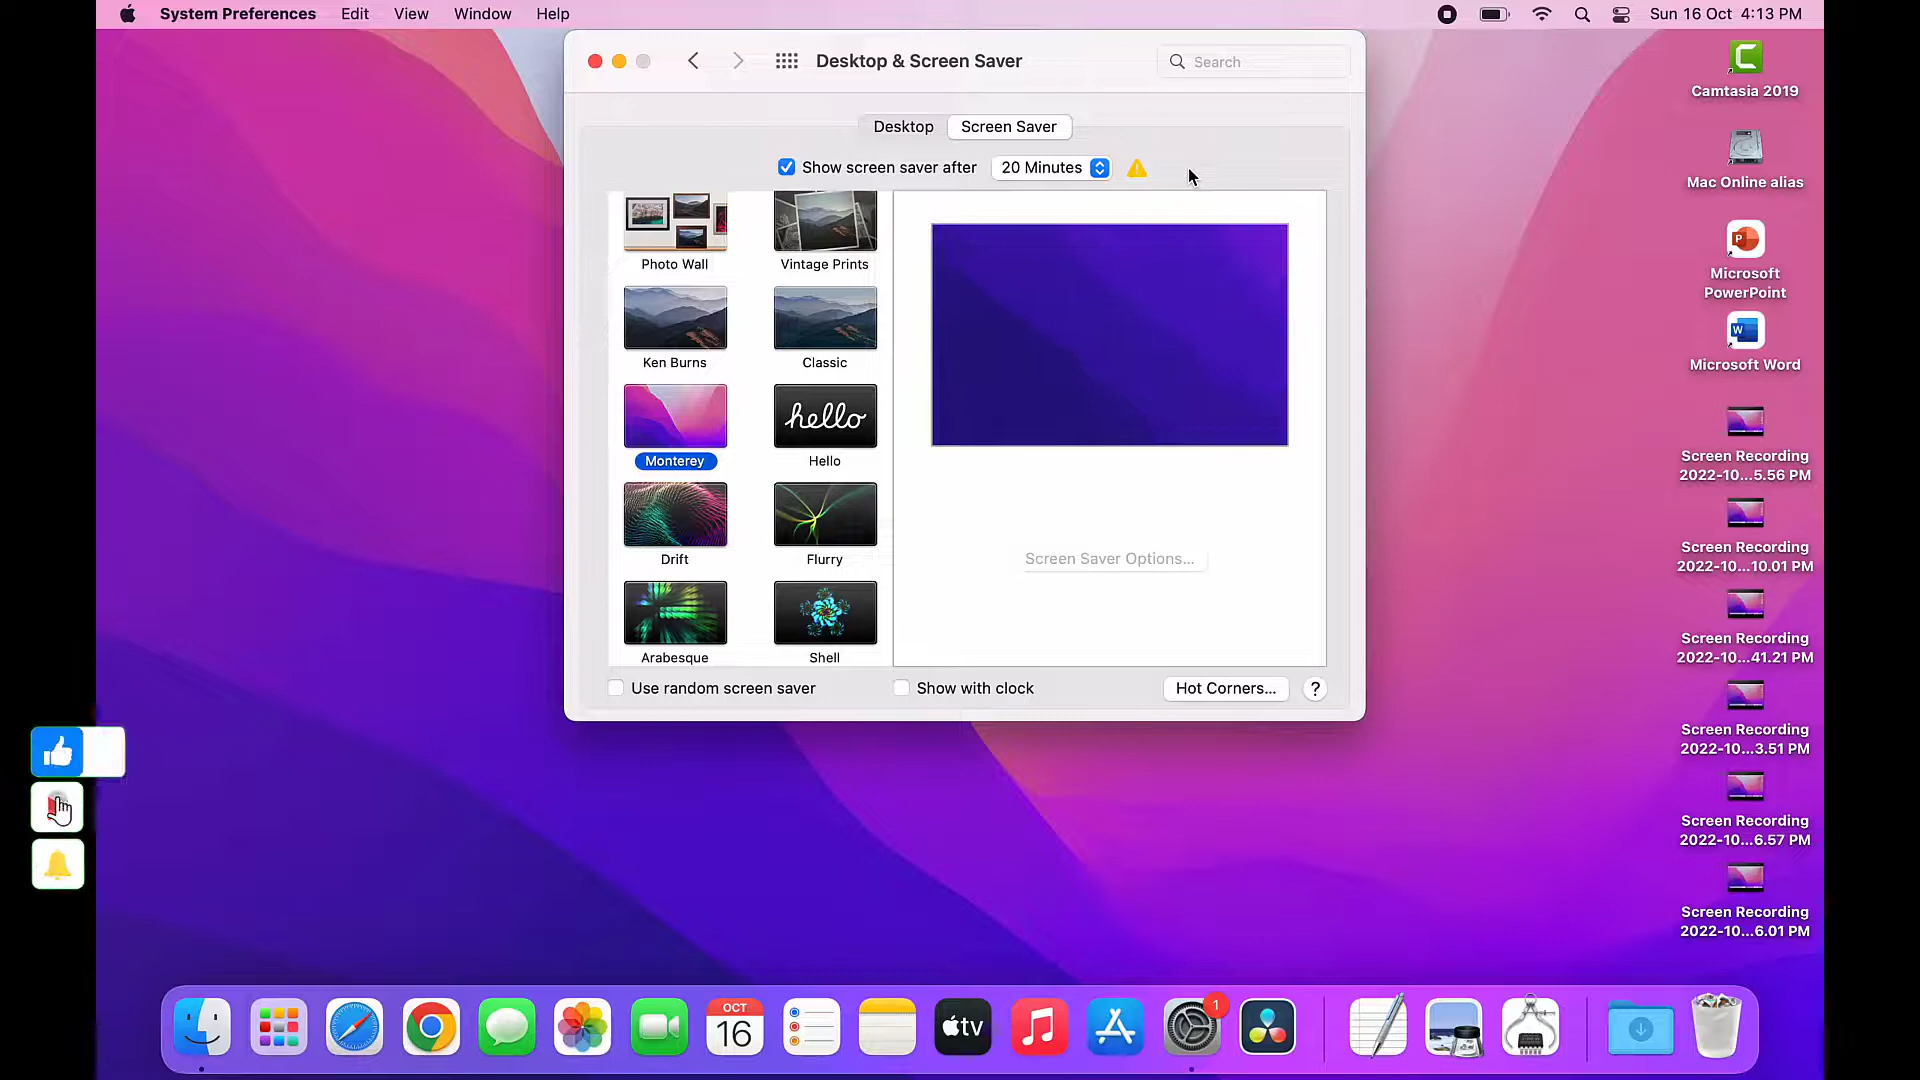 System Preferences Edit View Window Help
Sun 16 Oct 4:13 PM
Desktop & Screen Saver
Search
Desktop
Screen Saver
Show screen saver after
20 Minutes
Photo Wall
Vintage Prints
Ken Burns
Classic
Monterey
hello
Hello
Drift
Flurry
Arabesque
Shell
Screen Saver Options...
Use random screen saver
Show with clock
Hot Corners...
?
Camtasia 2019
Mac Online alias
P
Microsoft
PowerPoint
W
Microsoft Word
Screen Recording
2022-10...5.56 PM
Screen Recording
2022-10...10.01 PM
Screen Recording
2022-10...41.21 PM
Screen Recording
2022-10...3.51 PM
Screen Recording
2022-10...6.57 PM
Screen Recording
2022-10...6.01 PM
OCT
16
tv
1